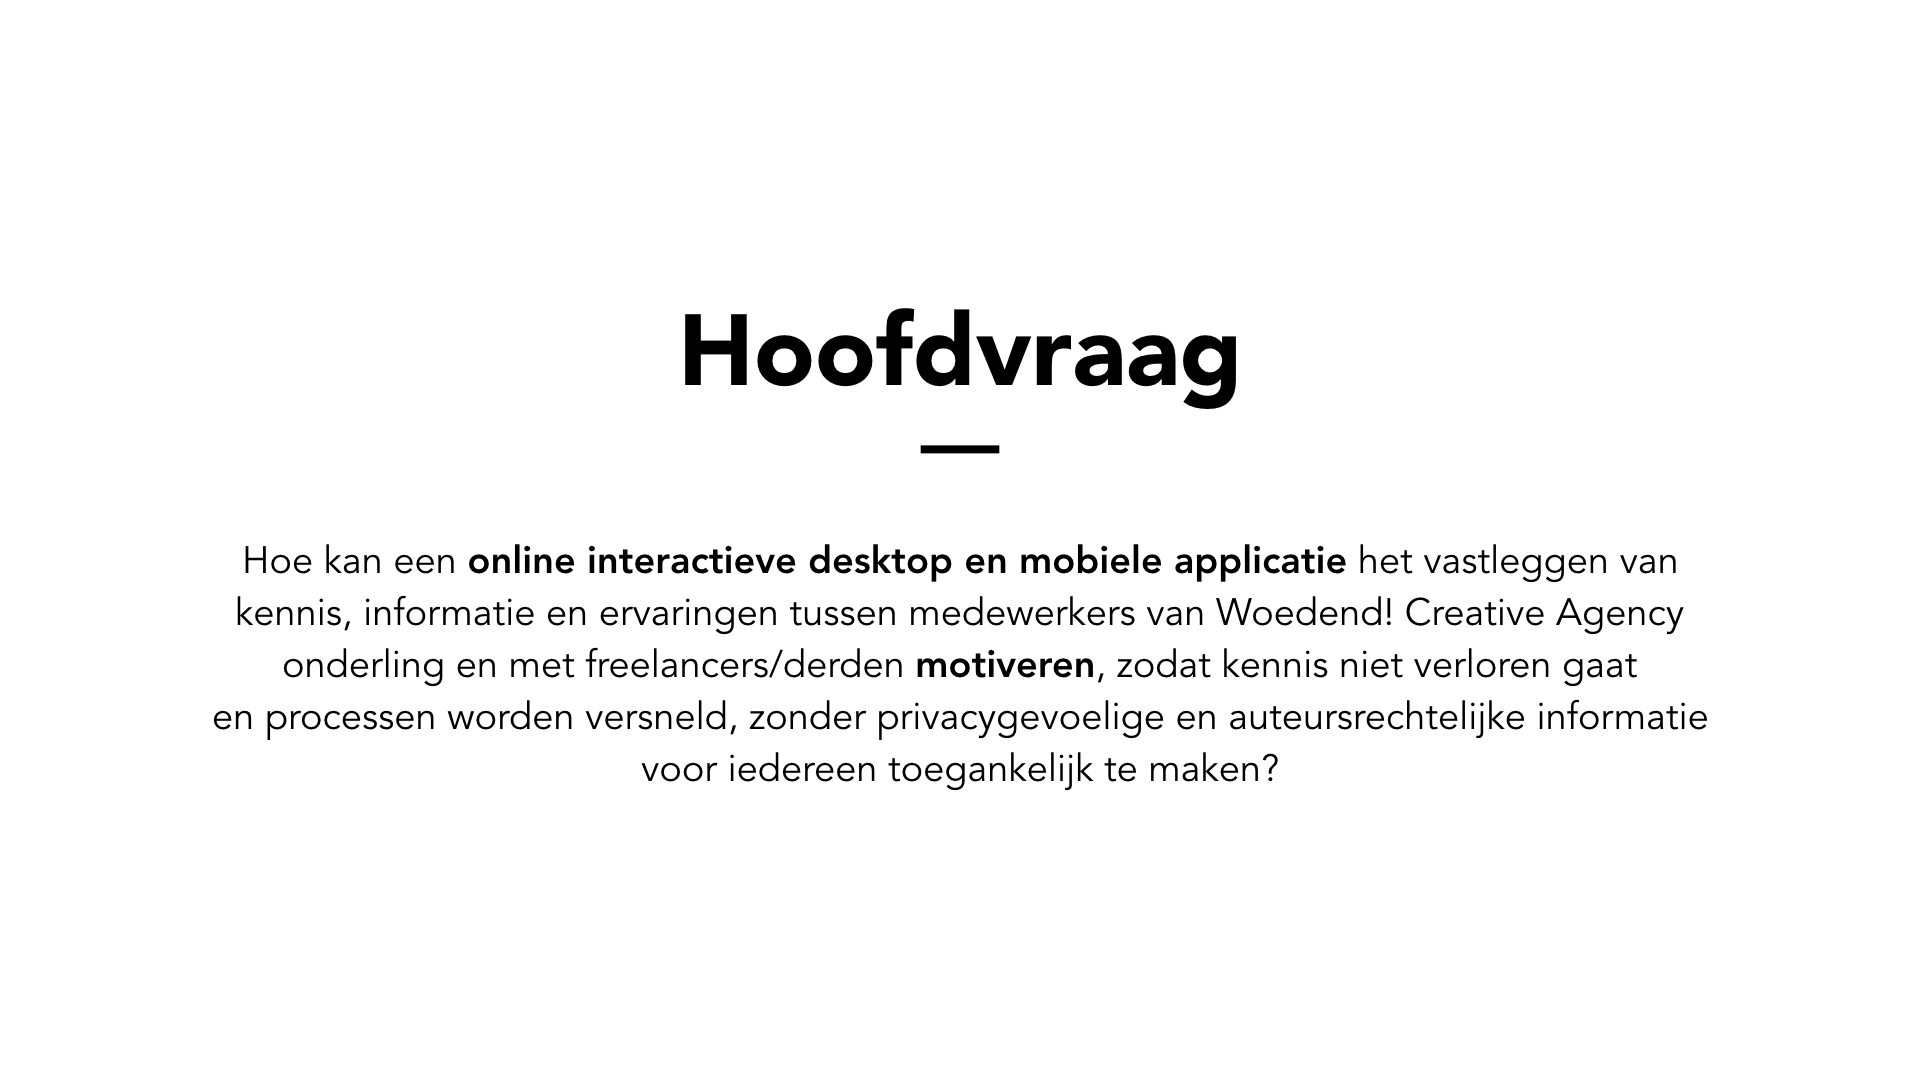 Hoofdvraag
Hoe kan een online interactieve desktop en mobiele applicatie het vastleggen van
kennis, informatie en ervaringen tussen medewerkers van Woedend! Creative Agency
onderling en met freelancers/derden motiveren, zodat kennis niet verloren gaat
en processen worden versneld, zonder privacygevoelige en auteursrechtelijke informatie
voor iedereen toegankelijk te maken?